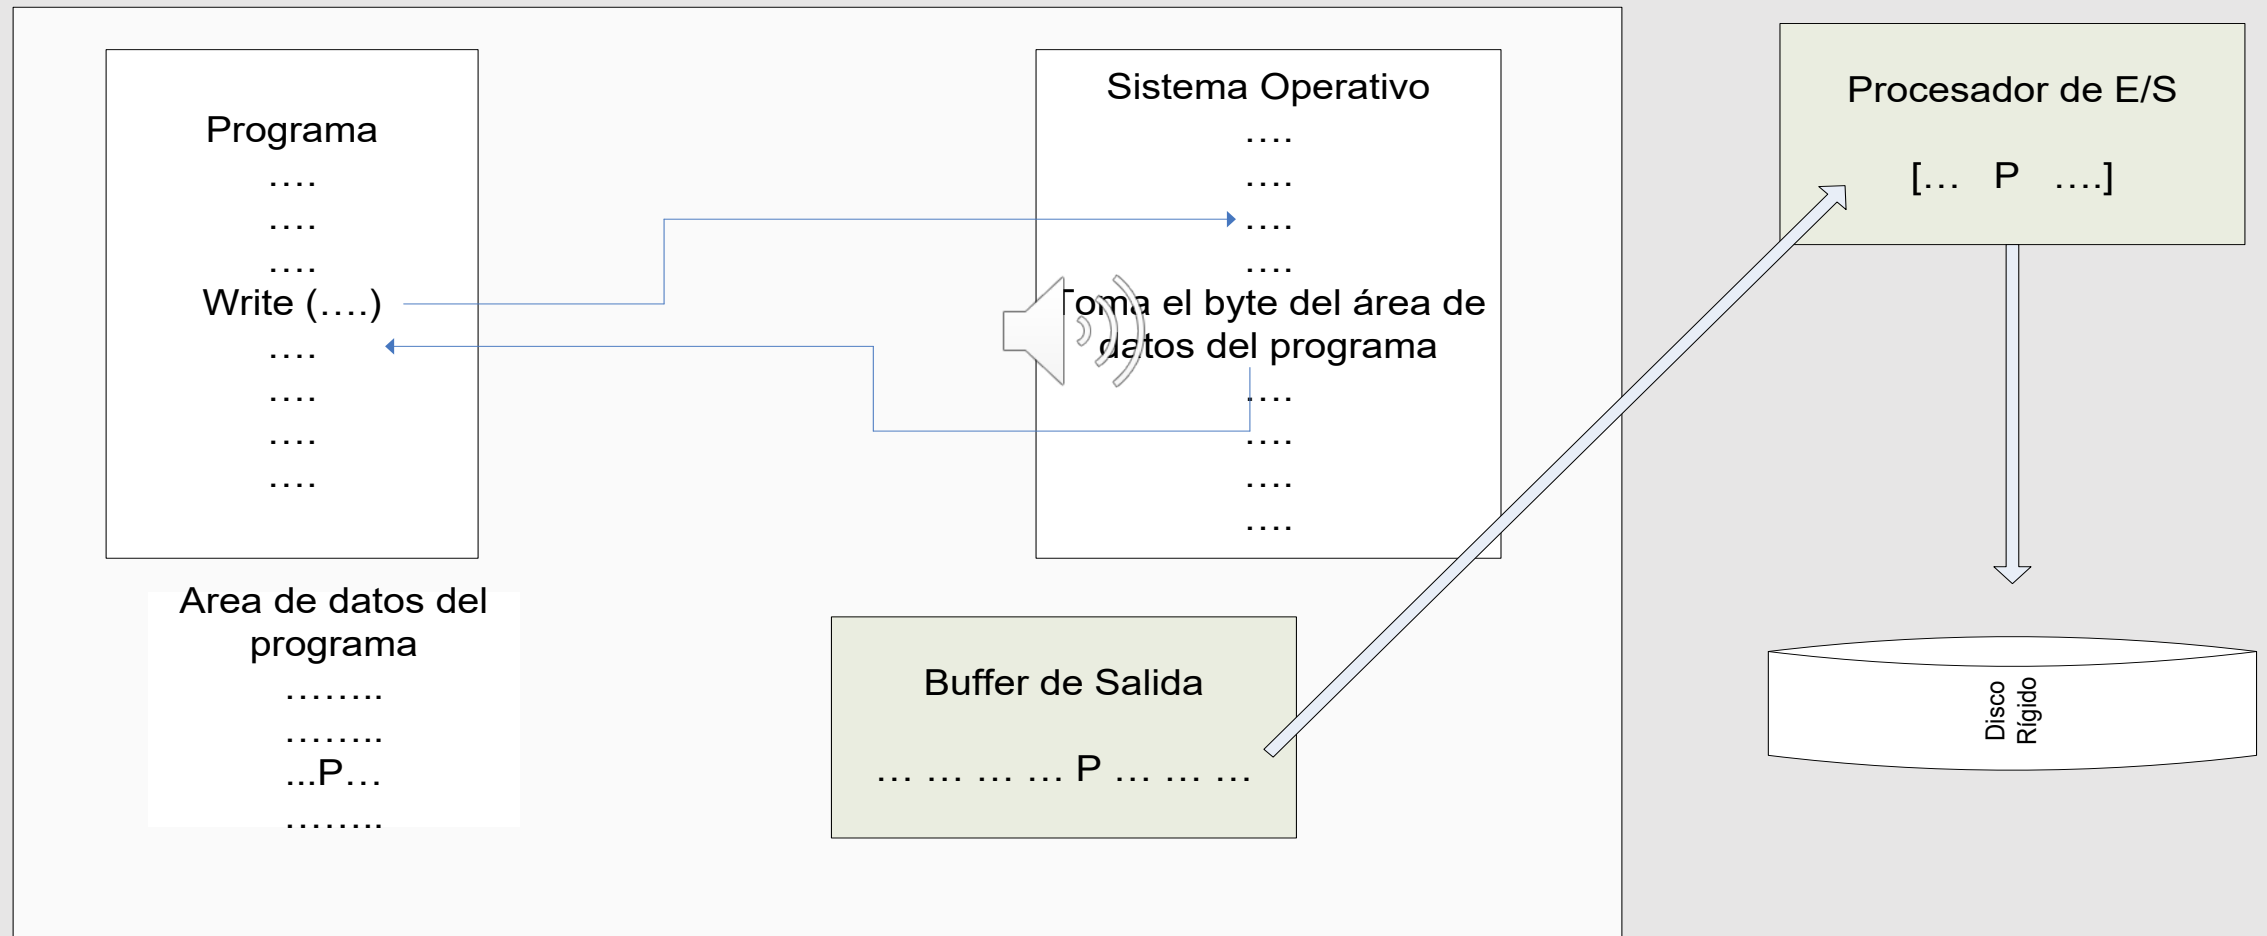 Programa
....
....
....
Write (....)
....
....
....
....
Area de datos del
programa
........
........
...P...
........
Sistema Operativo
....
....
....
....
Toma el byte del área de
datos del programa
....
....
....
....
Buffer de Salida
... ... ... ... P ... ... ...
Procesador de E/S
[... P ....]
Disco
Rígido